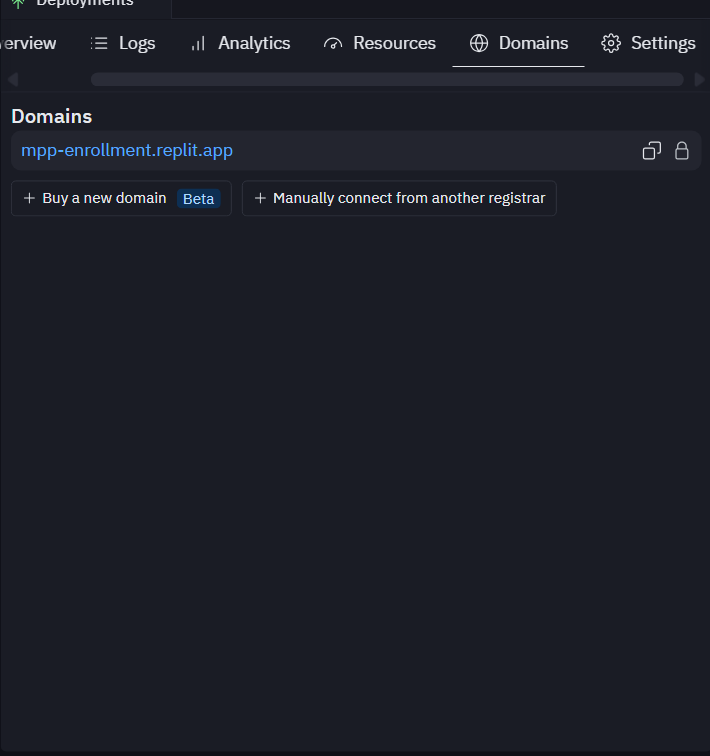 Deployments
erview Logs Analytics Resources Domains Settings
Domains
mpp-enrollment.replit.app
+ Buy a new domain Beta + Manually connect from another registrar